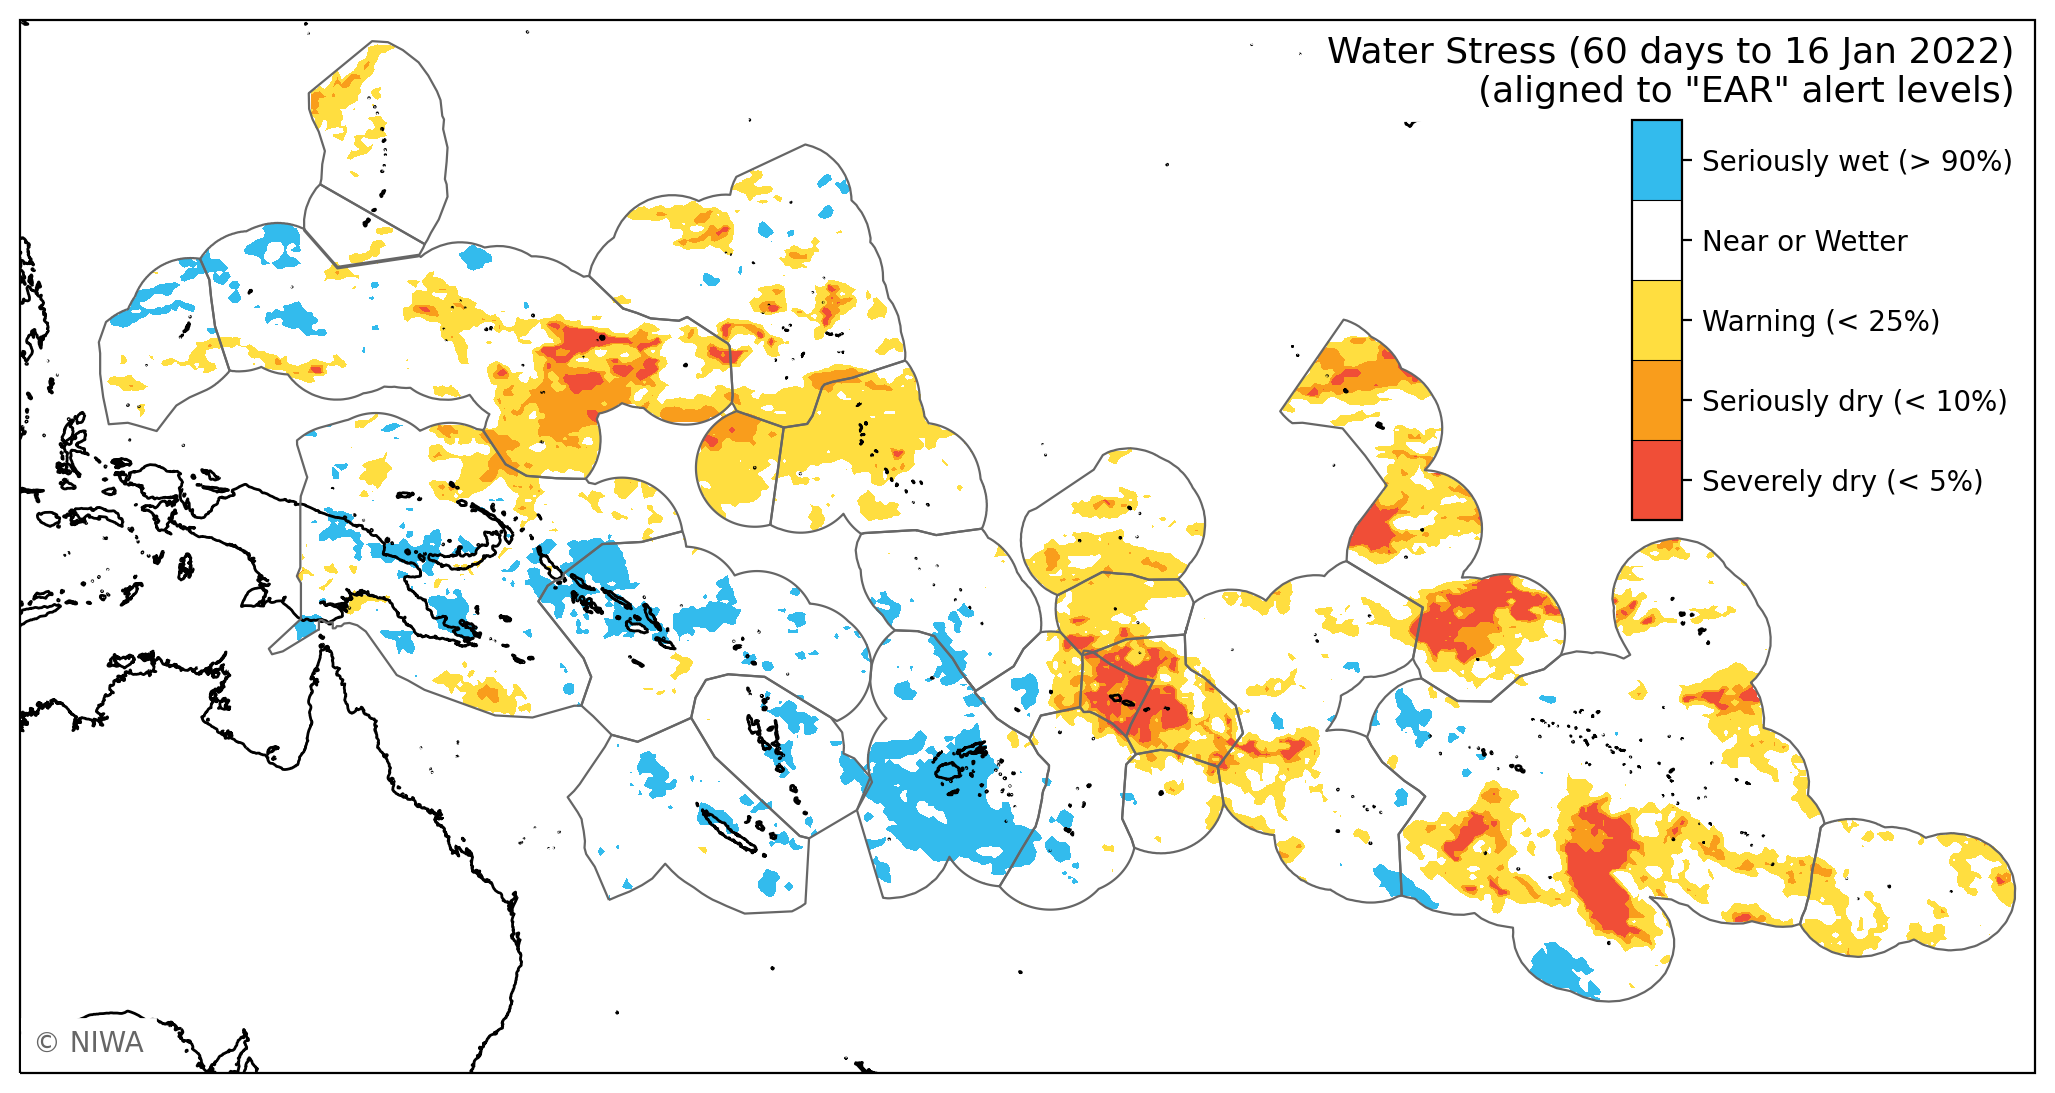 Water Stress (60 days to 16 Jan 2022)
(aligned to "EAR" alert levels)
Seriously wet (> 90%)
Near or Wetter
Warning (< 25%)
Seriously dry (< 10%)
Severely dry (< 5%)
© NIWA